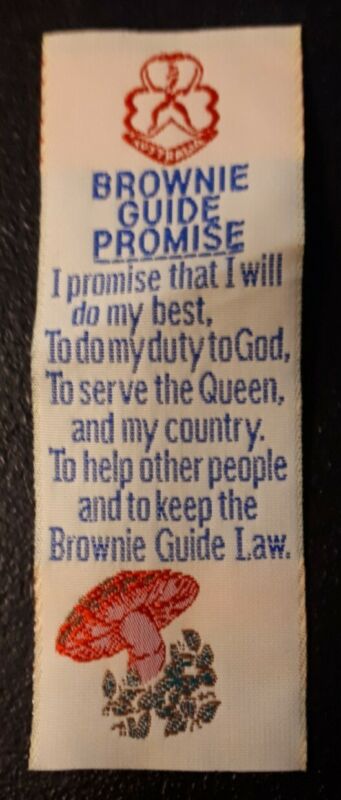 AUSTRALIA
BROWNIE
GUIDE
PROMISE
I promise that I will
do my best,
To do my duty to God,
To serve the Queen,
and my country.
To help other people
and to keep the
Brownie Guide Law.